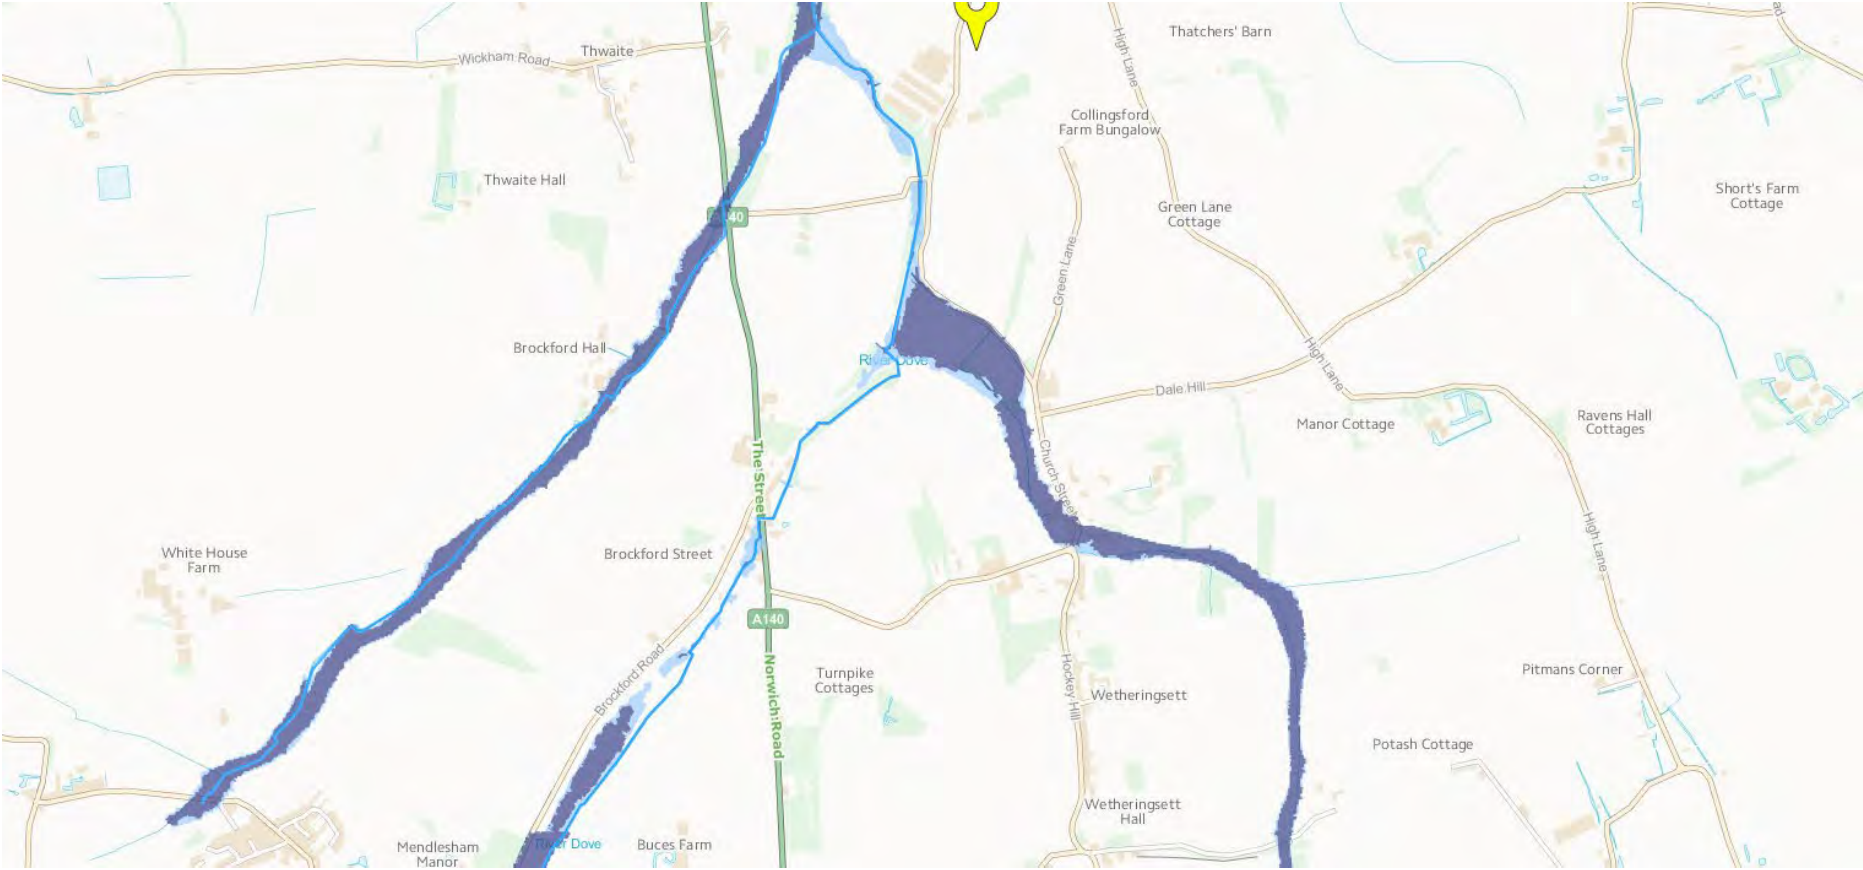 Thatchers' Barn
High Lane
Thwaite
Wickham Road
Collingsford
Farm Bungalow
Thwaite Hall
Short's Farm
Cottage
Green Lane
Cottage
Green Lane
Brockford Hall
River Dove
High Lane
Dale Hill
Manor Cottage
Ravens Hall
Cottages
The Street
Church Street
High Lane
White House
Farm
Brockford Street
A140
Brockford Road
Turnpike
Cottages
Norwich Road
Hockey Hill
Wetheringsett
Pitmans Corner
Potash Cottage
Wetheringsett
Hall
Mendlesham
Manor
River Dove
Buces Farm